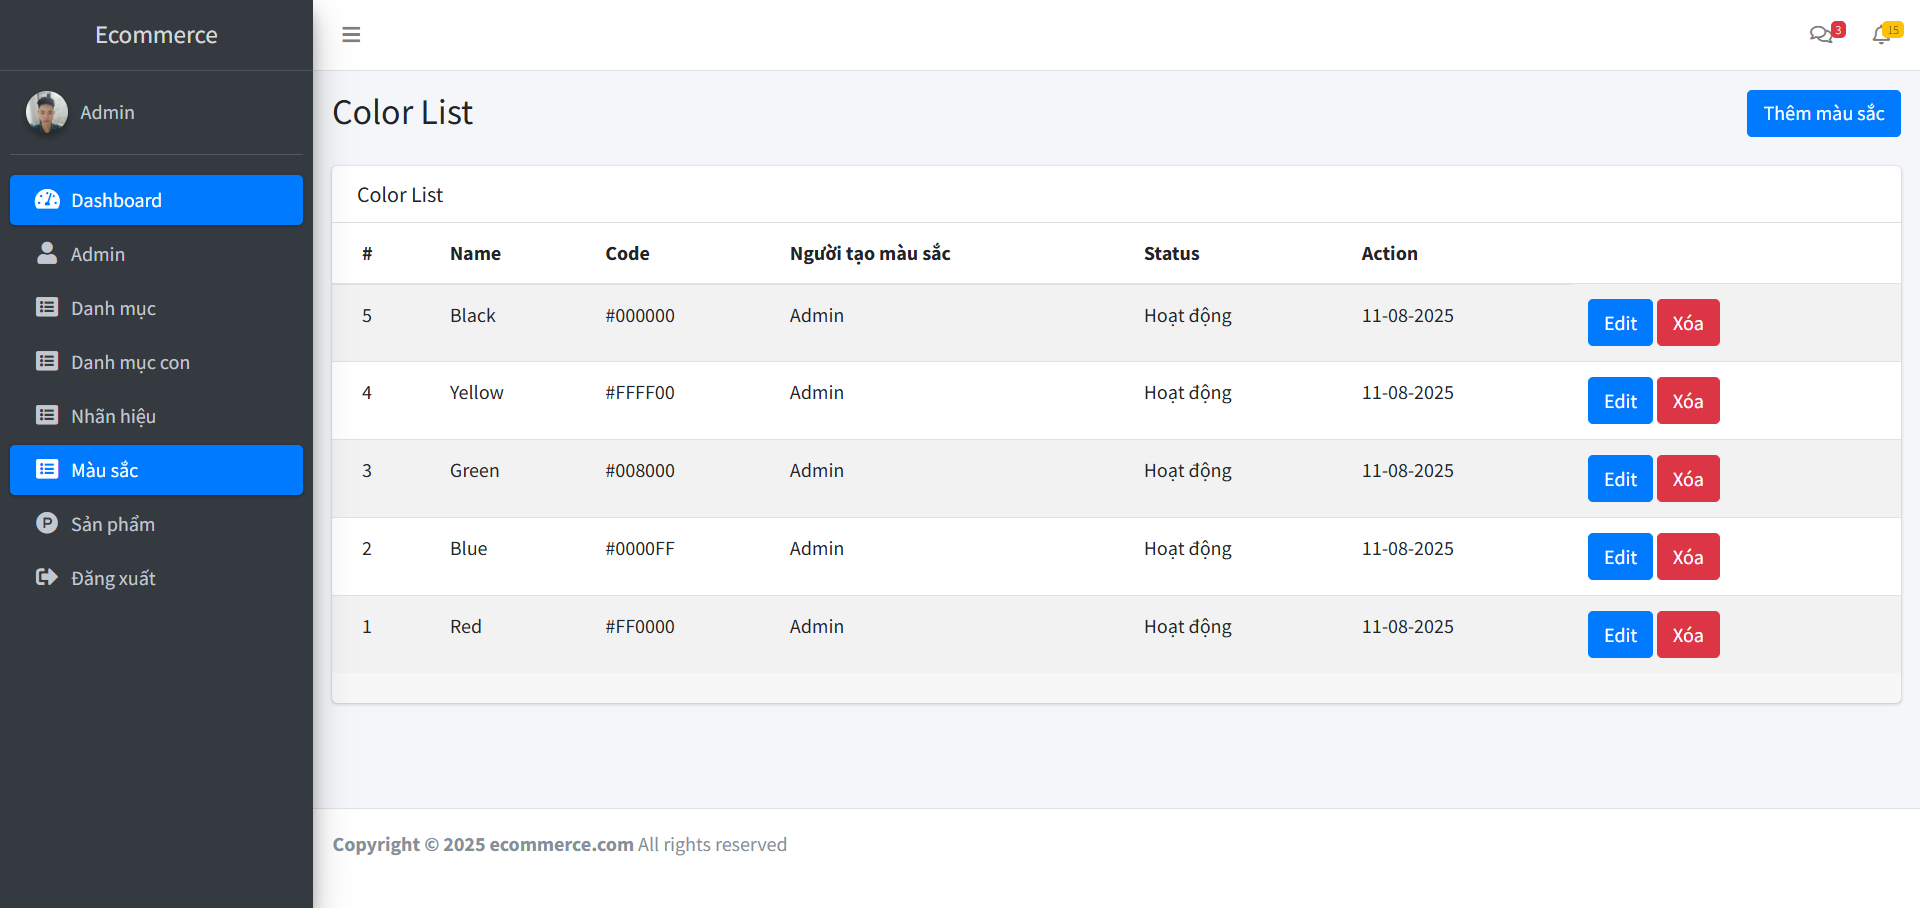 Ecommerce
3
15
Admin
Dashboard
Admin
Danh mục
Danh mục con
Nhãn hiệu
Màu sắc
Sản phẩm
Đăng xuất
Color List
Thêm màu sắc
Color List
# Name Code Người tạo màu sắc Status Action
5 Black #000000 Admin Hoạt động 11-08-2025 Edit Xóa
4 Yellow #FFFF00 Admin Hoạt động 11-08-2025 Edit Xóa
3 Green #008000 Admin Hoạt động 11-08-2025 Edit Xóa
2 Blue #0000FF Admin Hoạt động 11-08-2025 Edit Xóa
1 Red #FF0000 Admin Hoạt động 11-08-2025 Edit Xóa
Copyright © 2025 ecommerce.com All rights reserved